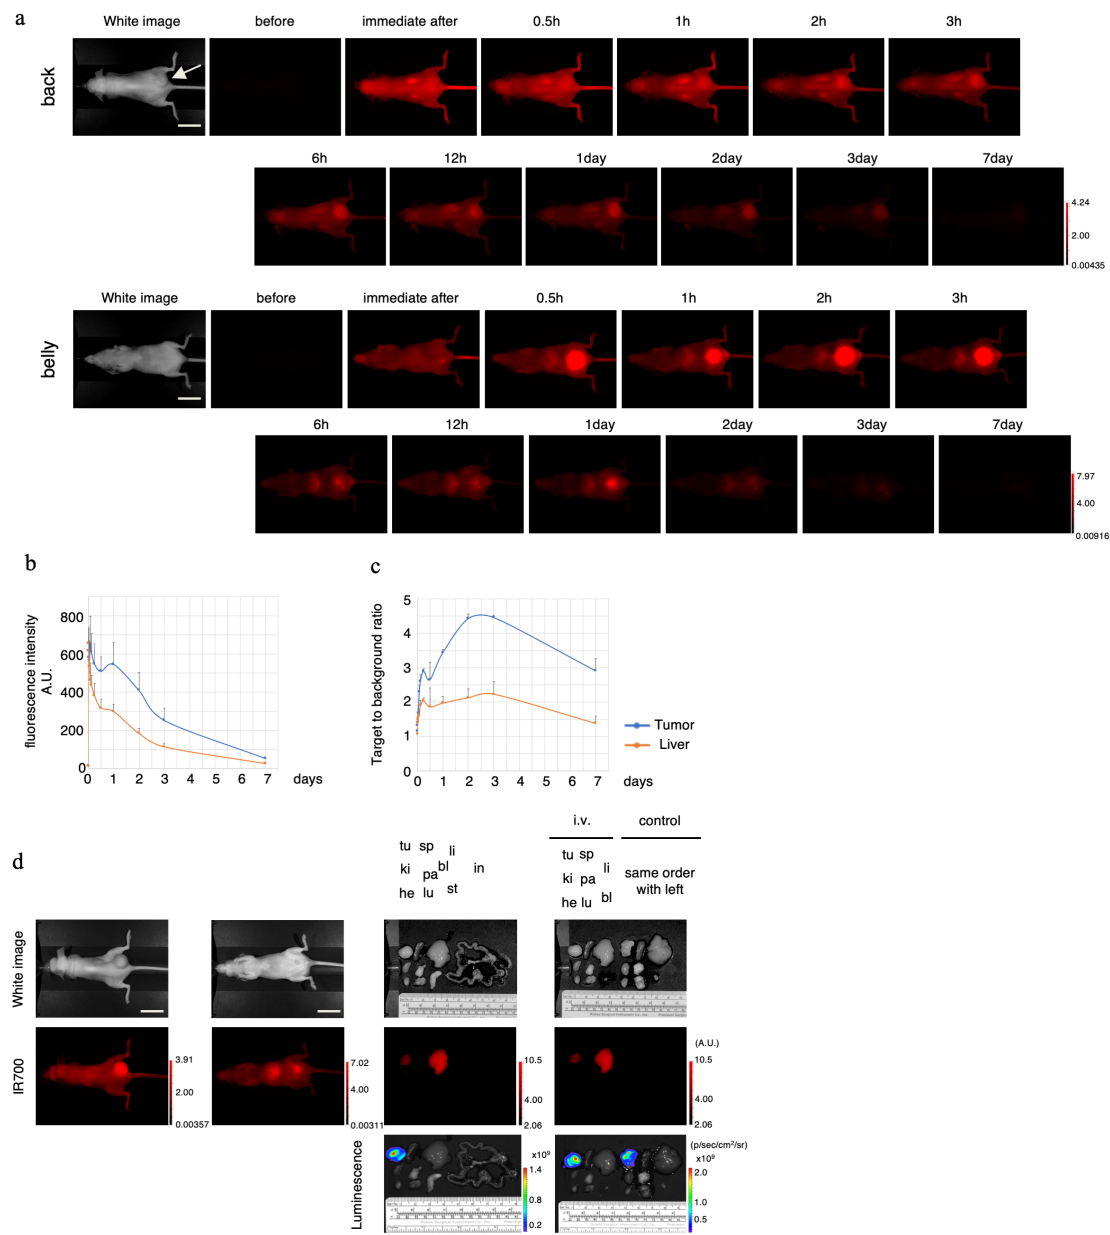 a
White image before immediate after 0.5h 1h 2h 3h
back
6h 12h 1day 2day 3day 7day
4.24
2.00
0.00435
White image before immediate after 0.5h 1h 2h 3h
belly
6h 12h 1day 2day 3day 7day
7.97
4.00
0.00916
b
fluorescence intensity
A.U.
800
600
400
200
0
0 1 2 3 4 5 6 7 days
c
Target to background ratio
5
4
3
2
1
0
0 1 2 3 4 5 6 7 days
Tumor
Liver
d
tu sp li
ki pa bl in
he lu st
i.v. control
tu sp li
ki pa
he lu bl
same order
with left
White image
IR700
3.91
2.00
0.00357
7.02
4.00
0.00311
10.5
4.00
2.06
(A.U.)
10.5
4.00
2.06
Luminescence
x10⁹
1.4
0.8
0.2
(p/sec/cm²/sr)
x10⁹
2.0
1.0
0.5